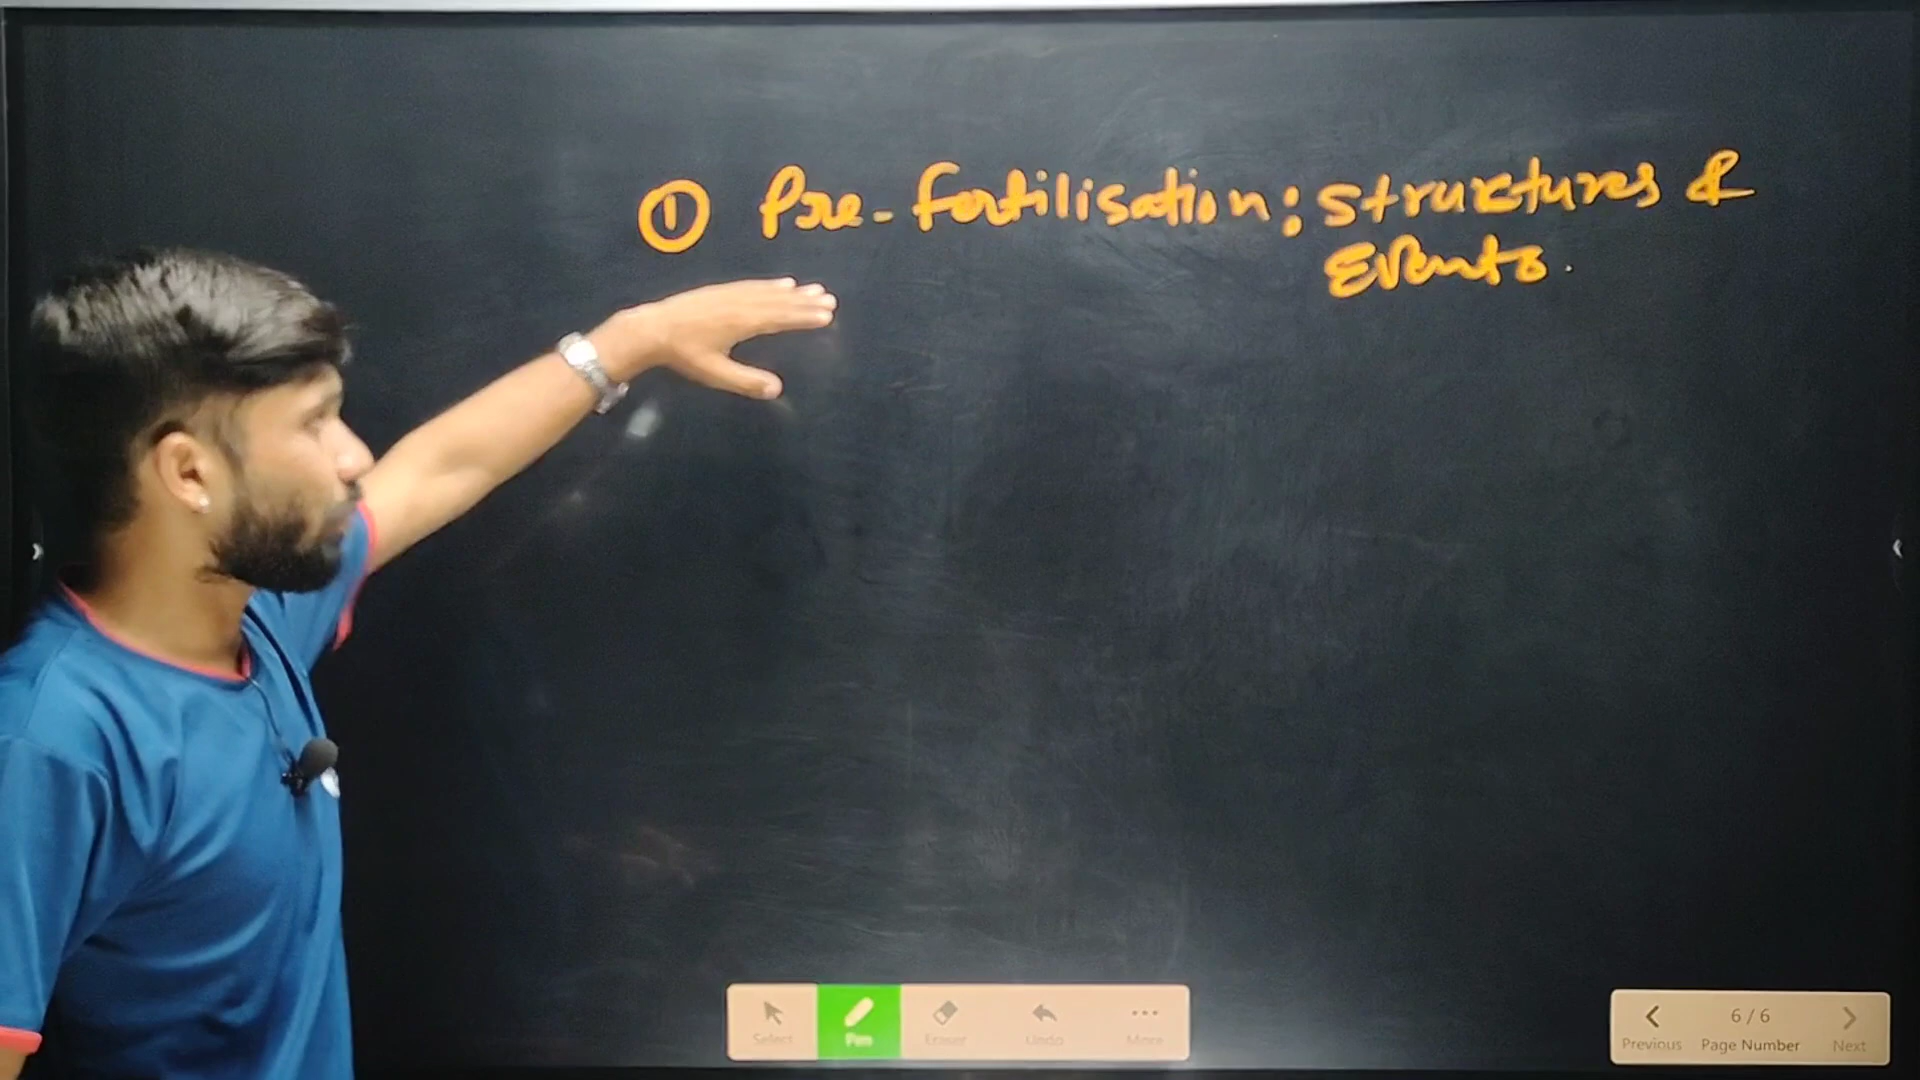 ① Pre-fertilisation: structures &
Events.
Select
Pen
Eraser
Undo
More
6/6
Previous
Page Number
Next